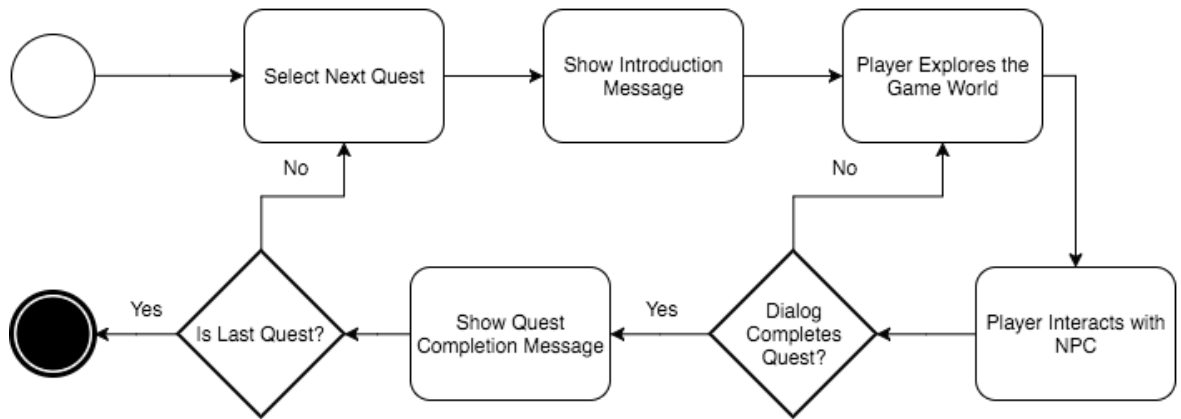 Select Next Quest
Show Introduction
Message
Player Explores the
Game World
No
No
Yes
Is Last Quest?
Show Quest
Completion Message
Yes
Dialog
Completes
Quest?
Player Interacts with
NPC